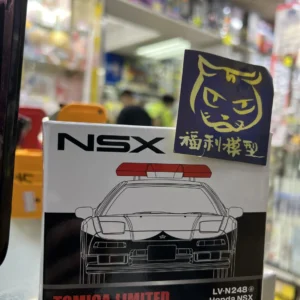 NSX
福利模型
LV-N248
Honda NSX
TOMICA LIMITED